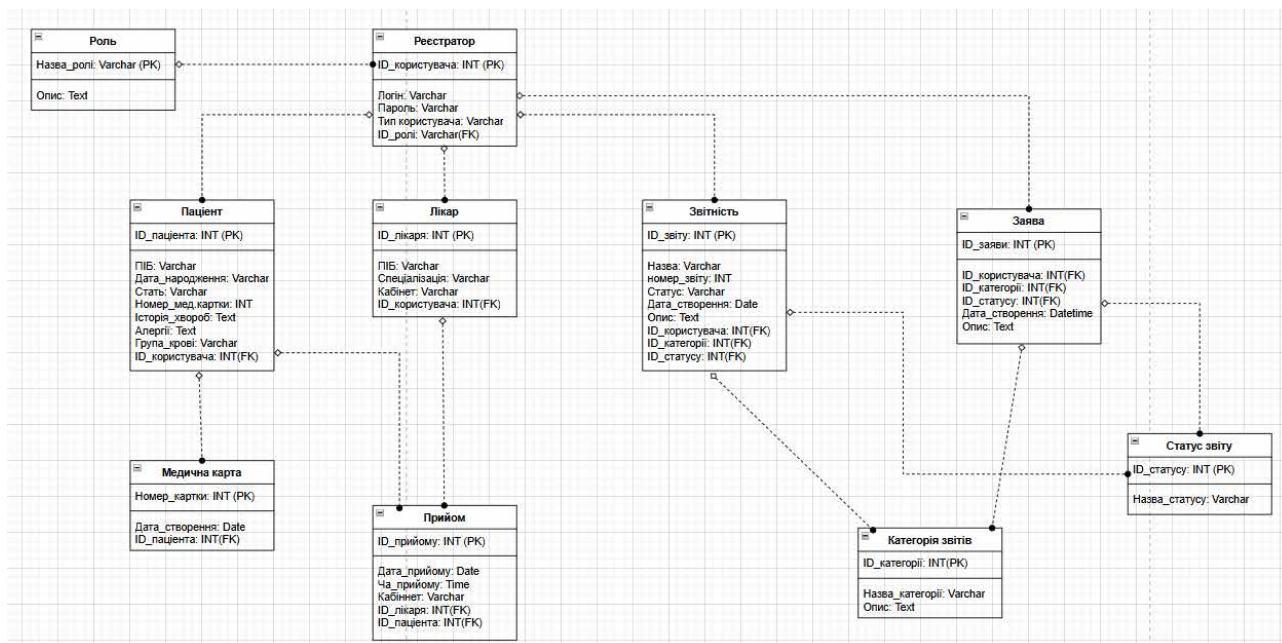 Роль
Назва_ролі: Varchar (PK)
Опис: Text
Реєстратор
ID_користувача: INT (PK)
Логін: Varchar
Пароль: Varchar
Тип користувача: Varchar
ID_ролі: Varchar(FK)
Пацієнт
ID_пацієнта: INT (PK)
ПІБ: Varchar
Дата_народження: Varchar
Стать: Varchar
Номер_мед.картки: INT
Історія_хвороб: Text
Алергії: Text
Група_крові: Varchar
ID_користувача: INT(FK)
Лікар
ID_лікаря: INT (PK)
ПІБ: Varchar
Спеціалізація: Varchar
Кабінет: Varchar
ID_користувача: INT(FK)
Звітність
ID_звіту: INT (PK)
Назва: Varchar
номер_звіту: INT
Статус: Varchar
Дата_створення: Date
Опис: Text
ID_користувача: INT(FK)
ID_категорії: INT(FK)
ID_статусу: INT(FK)
Заява
ID_заяви: INT (PK)
ID_користувача: INT(FK)
ID_категорії: INT(FK)
ID_статусу: INT(FK)
Дата_створення: Datetime
Опис: Text
Медична карта
Номер_картки: INT (PK)
Дата_створення: Date
ID_пацієнта: INT(FK)
Прийом
ID_прийому: INT (PK)
Дата_прийому: Date
Ча_прийому: Time
Кабіннет: Varchar
ID_лікаря: INT(FK)
ID_пацієнта: INT(FK)
Статус звіту
ID_статусу: INT (PK)
Назва_статусу: Varchar
Категорія звітів
ID_категорії: INT(PK)
Назва_категорії: Varchar
Опис: Text